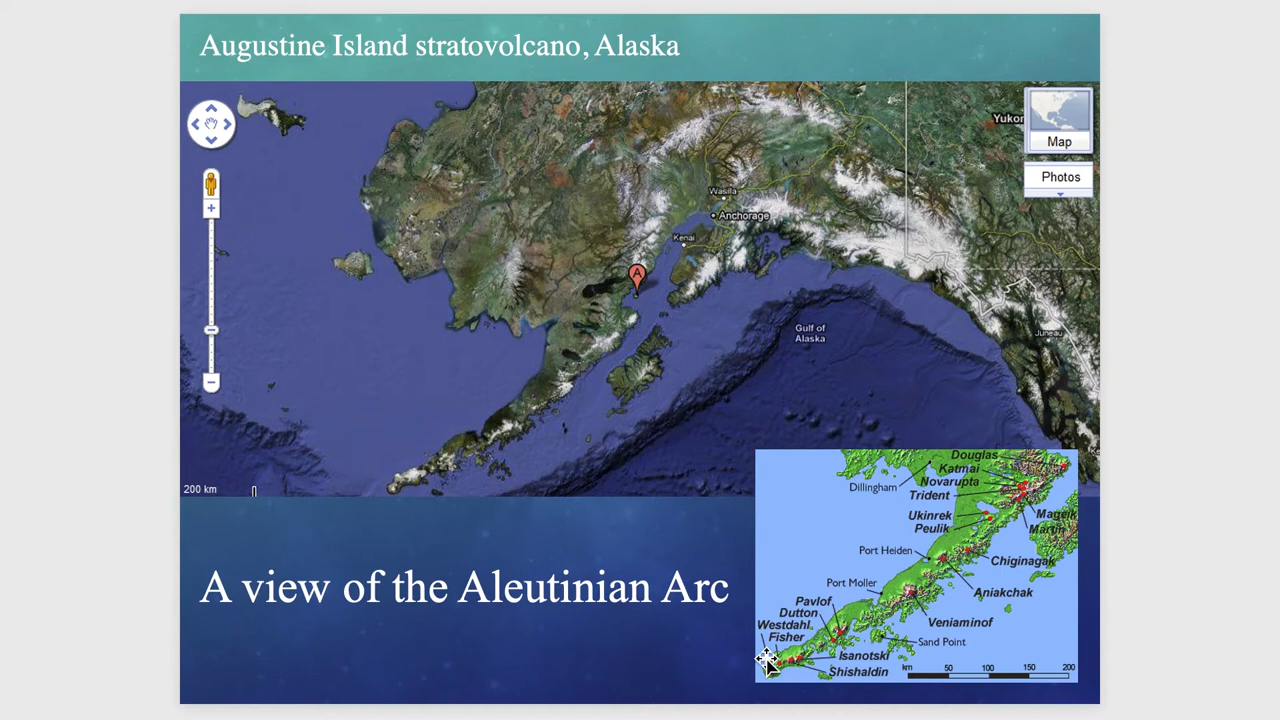 Augustine Island stratovolcano, Alaska
Map
Photos
Wasilla
Anchorage
Kenai
A
Gulf of
Alaska
Juneau
200 km
A view of the Aleutinian Arc
Douglas
Katmai
Dillingham
Novarupta
Trident
Ukinrek
Mageik
Peulik
Martin
Port Heiden
Chiginagak
Port Moller
Aniakchak
Pavlof
Dutton
Westdahl
Veniaminof
Fisher
Sand Point
Isanotski
Shishaldin
km 50 100 150 200